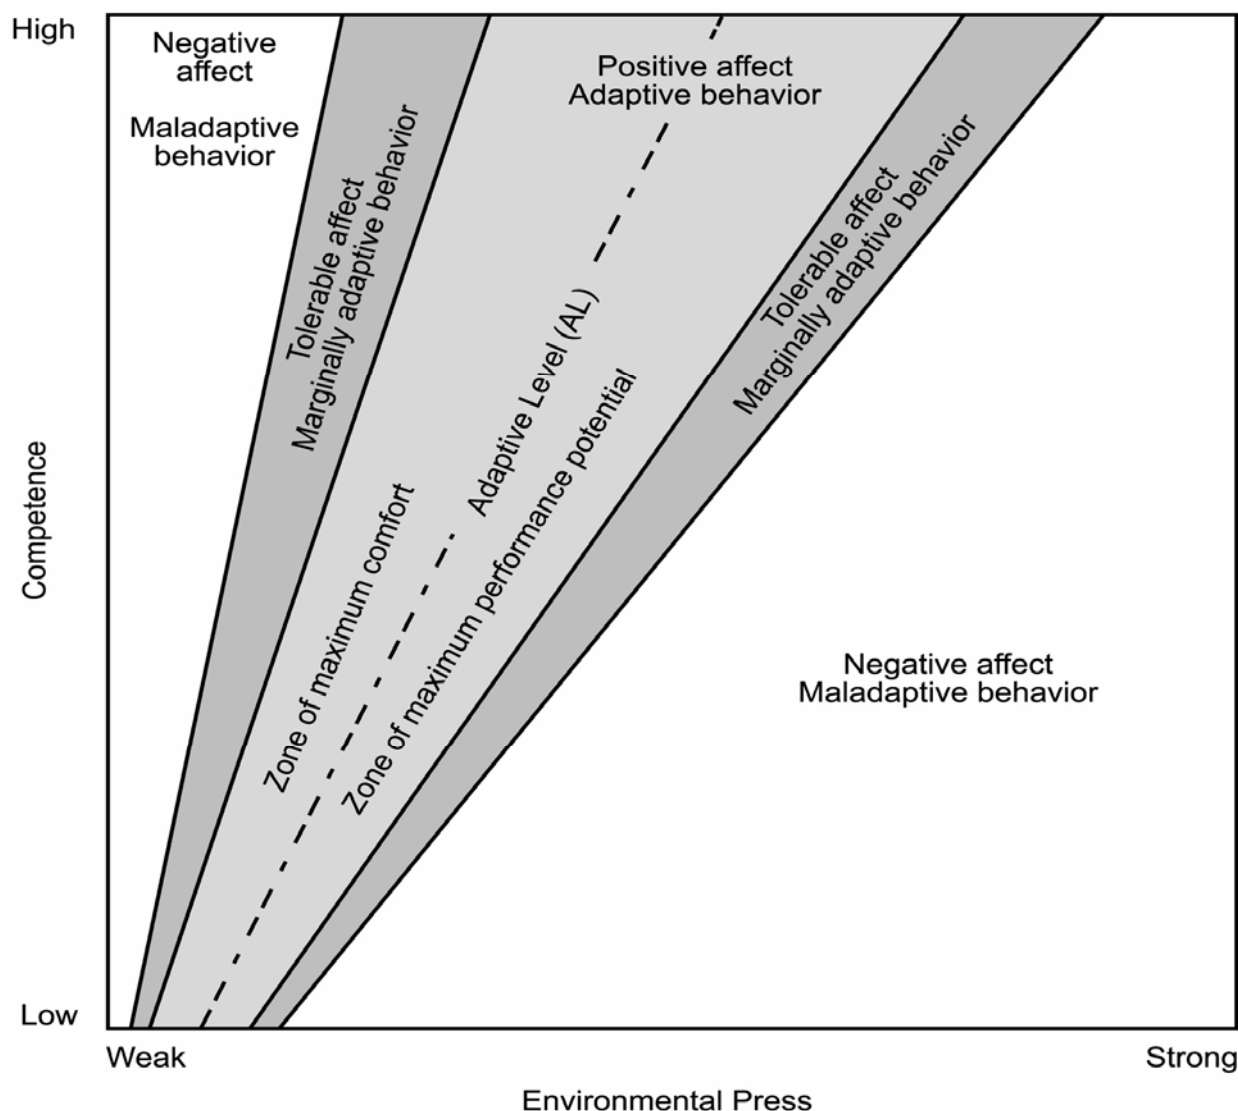 High
Negative
affect
Maladaptive
behavior
Positive affect
Adaptive behavior
Tolerable affect
Marginally adaptive behavior
Tolerable affect
Marginally adaptive behavior
Adaptive Level (AL)
Zone of maximum comfort
Zone of maximum performance potential
Competence
Negative affect
Maladaptive behavior
Low
Weak
Strong
Environmental Press